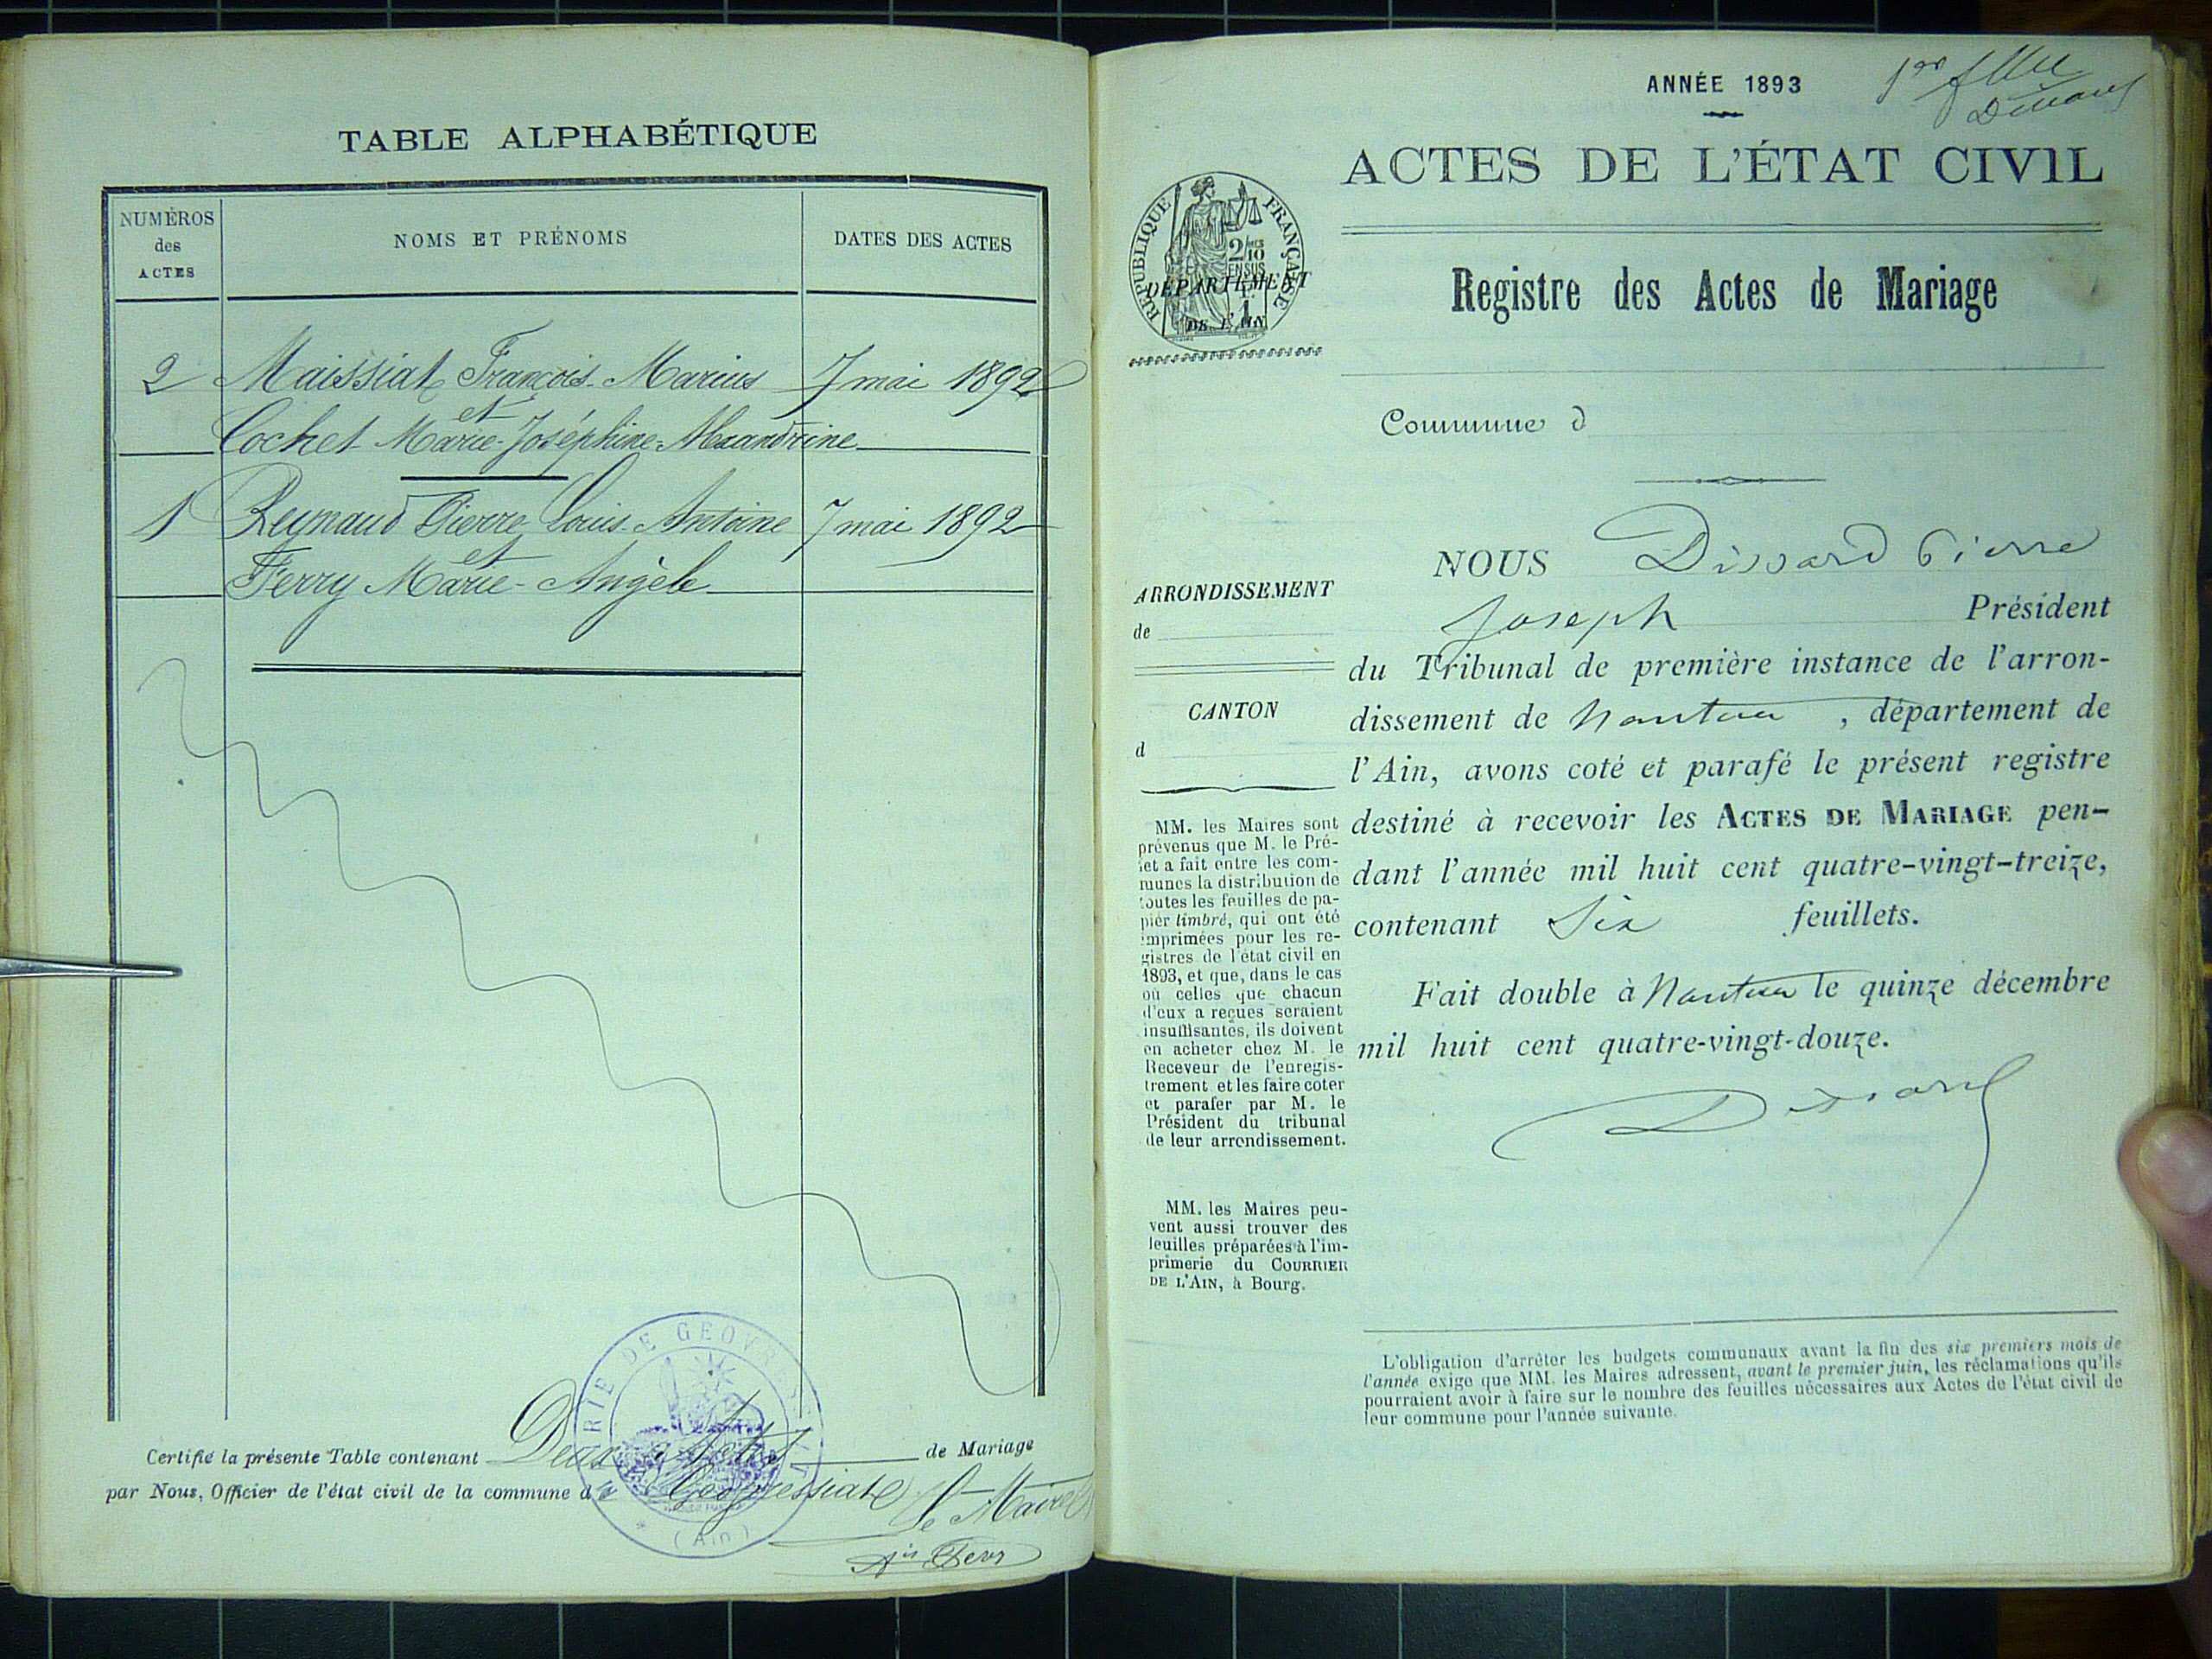 TABLE ALPHABÉTIQUE
NUMÉROS
des
ACTES
NOMS ET PRÉNOMS
DATES DES ACTES
2 Maissiat François-Marius 7 mai 1892
et
Cochet Marie-Joséphine-Alexandrine
1 Reymaud Pierre Louis-Antoine 7 mai 1892
et
Ferry Marie-Angèle
MAIRIE DE GEOVREISSIAT
(Ain)
Certifié la présente Table contenant Deux Actes de Mariage
par Nous, Officier de l'état civil de la commune de Geovreissiat Le Maire
ANNÉE 1893
ACTES DE L'ÉTAT CIVIL
RÉPUBLIQUE FRANÇAISE
DÉPARTEMENT
DE L'AIN
Registre des Actes de Mariage
Commune d
ARRONDISSEMENT
de
CANTON
d
MM. les Maires sont
prévenus que M. le Pré-
et a fait entre les com-
munes la distribution de
toutes les feuilles de pa-
pier timbré, qui ont été
imprimées pour les re-
gistres de l'état civil en
1893, et que, dans le cas
où celles que chacun
d'eux a reçues seraient
insuffisantes, ils doivent
en acheter chez M. le
Receveur de l'enregis-
trement et les faire coter
et parafer par M. le
Président du tribunal
de leur arrondissement.
MM. les Maires peu-
vent aussi trouver des
feuilles préparées à l'im-
primerie du COURRIER
DE L'AIN, à Bourg.
NOUS Dissard Pierre
Joseph Président
du Tribunal de première instance de l'arron-
dissement de Nantua, département de
l'Ain, avons coté et parafé le présent registre
destiné à recevoir les ACTES DE MARIAGE pen-
dant l'année mil huit cent quatre-vingt-treize,
contenant Six feuillets.
Fait double à Nantua le quinze décembre
mil huit cent quatre-vingt-douze.
Dissard
L'obligation d'arrêter les budgets communaux avant la fin des six premiers mois de
l'année exige que MM. les Maires adressent, avant le premier juin, les réclamations qu'ils
pourraient avoir à faire sur le nombre des feuilles nécessaires aux Actes de l'état civil de
leur commune pour l'année suivante.